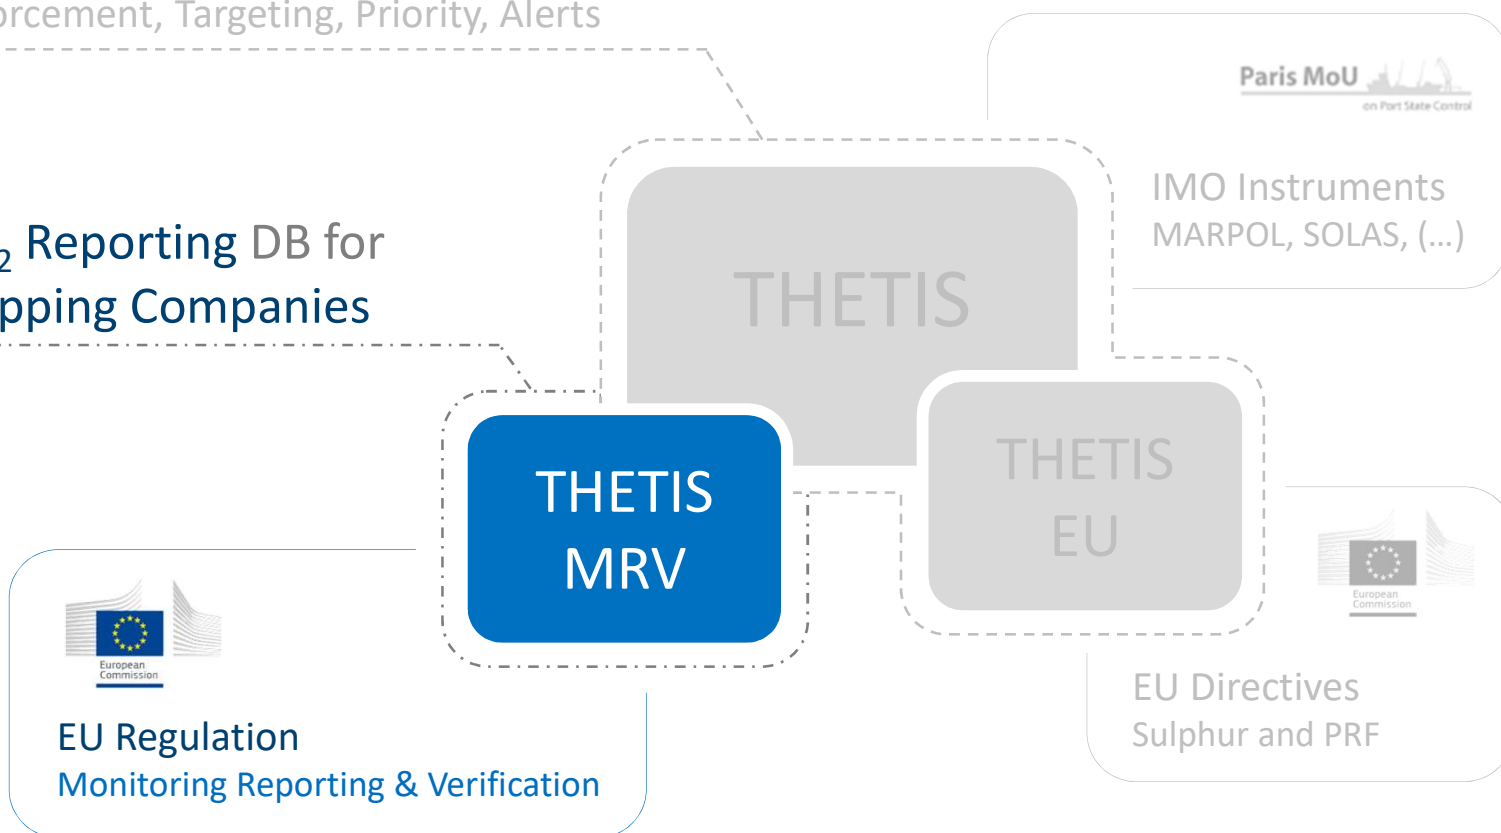 orcement, Targeting, Priority, Alerts
Paris MoU
on Port State Control
IMO Instruments
MARPOL, SOLAS, (...)
₂ Reporting DB for
pping Companies
THETIS
THETIS
MRV
THETIS
EU
European
Commission
EU Regulation
Monitoring Reporting & Verification
European
Commission
EU Directives
Sulphur and PRF